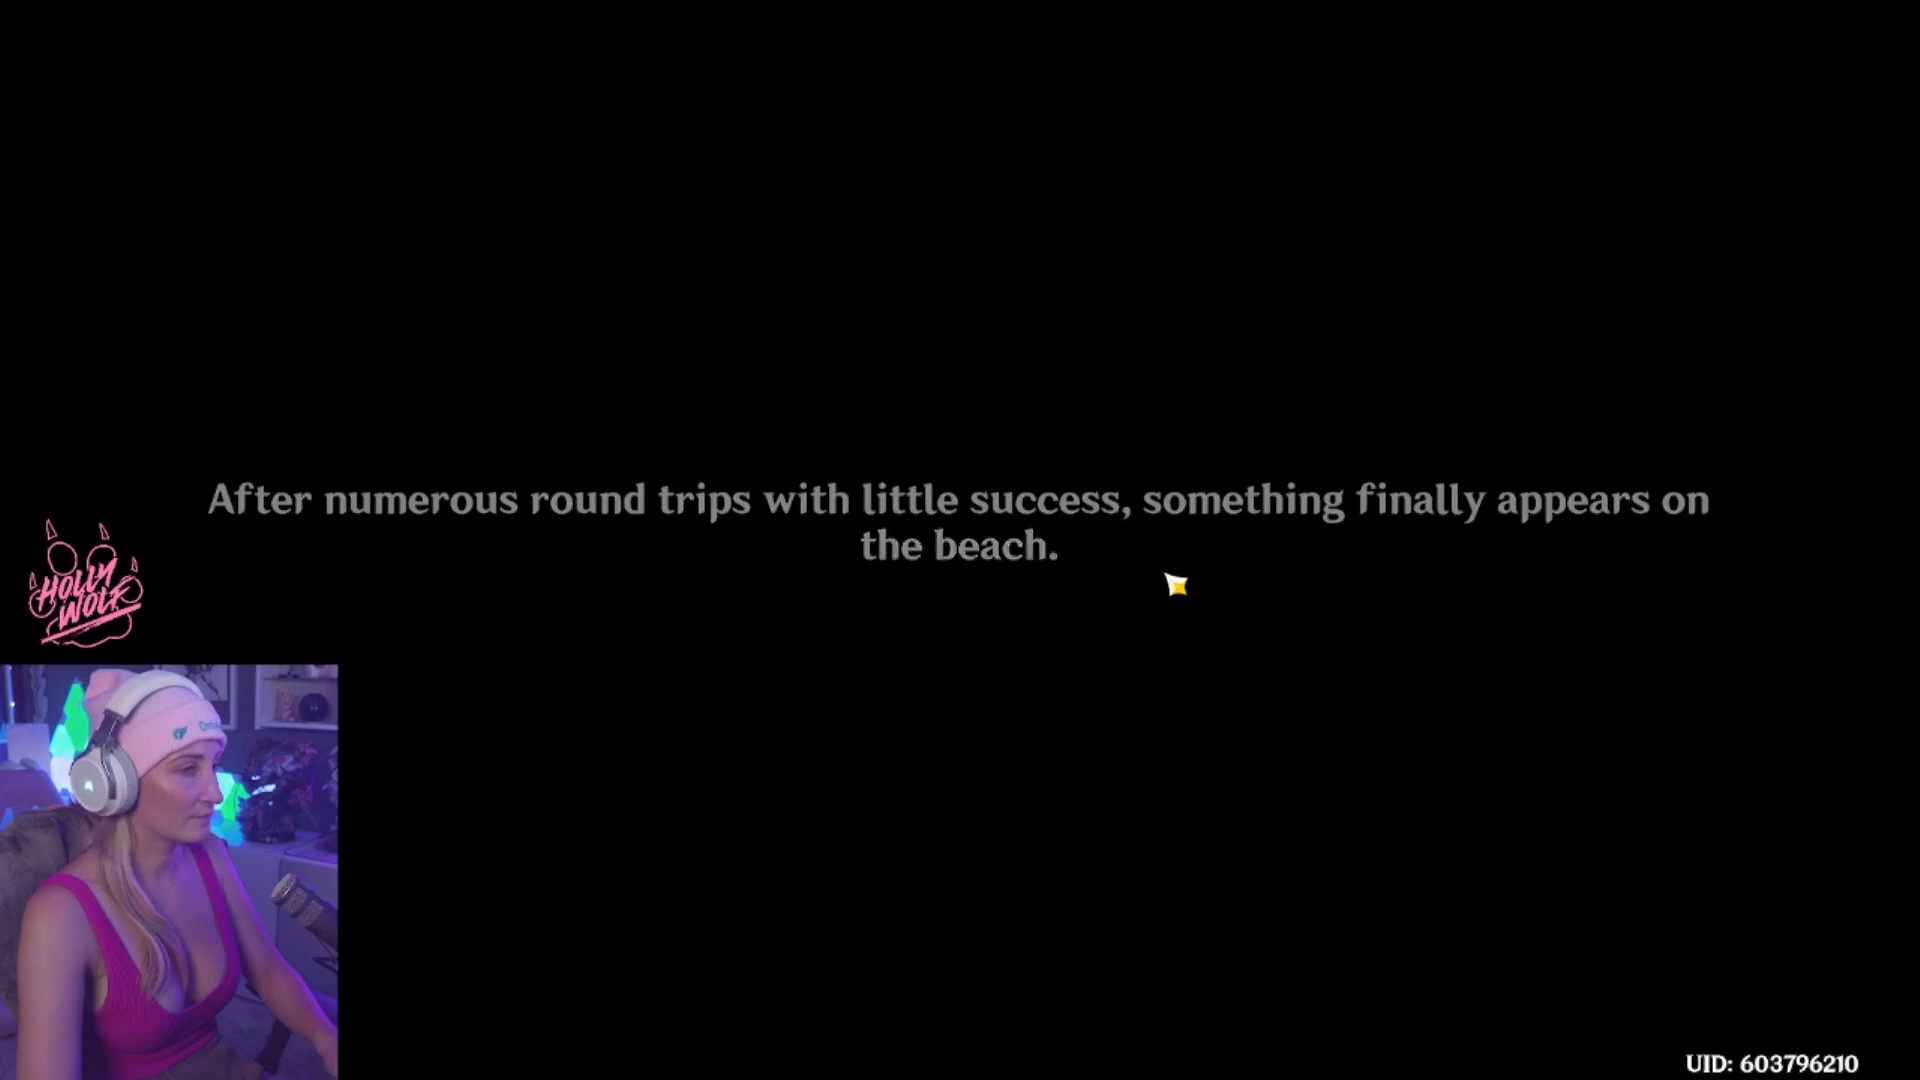 After numerous round trips with little success, something finally appears on
the beach.
HOLLY
WOLF
UID: 603796210